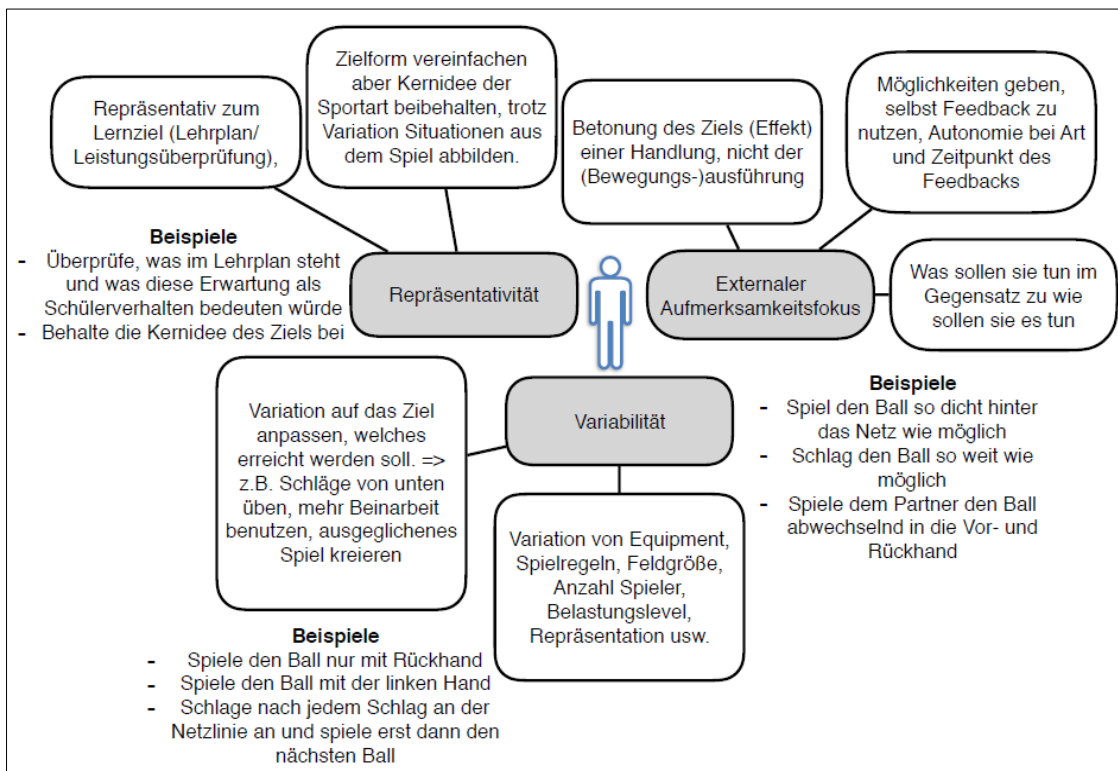 Repräsentativ zum
Lernziel (Lehrplan/
Leistungsüberprüfung),
Zielform vereinfachen
aber Kernidee der
Sportart beibehalten, trotz
Variation Situationen aus
dem Spiel abbilden.
Betonung des Ziels (Effekt)
einer Handlung, nicht der
(Bewegungs-)ausführung
Möglichkeiten geben,
selbst Feedback zu
nutzen, Autonomie bei Art
und Zeitpunkt des
Feedbacks
Beispiele
- Überprüfe, was im Lehrplan steht
und was diese Erwartung als
Schülerverhalten bedeuten würde
- Behalte die Kernidee des Ziels bei
Repräsentativität
Externaler
Aufmerksamkeitsfokus
Was sollen sie tun im
Gegensatz zu wie
sollen sie es tun
Variation auf das Ziel
anpassen, welches
erreicht werden soll. =>
z.B. Schläge von unten
üben, mehr Beinarbeit
benutzen, ausgeglichenes
Spiel kreieren
Variabilität
Beispiele
- Spiel den Ball so dicht hinter
das Netz wie möglich
- Schlag den Ball so weit wie
möglich
- Spiele dem Partner den Ball
abwechselnd in die Vor- und
Rückhand
Variation von Equipment,
Spielregeln, Feldgröße,
Anzahl Spieler,
Belastungslevel,
Repräsentation usw.
Beispiele
- Spiele den Ball nur mit Rückhand
- Spiele den Ball mit der linken Hand
- Schlage nach jedem Schlag an der
Netzlinie an und spiele erst dann den
nächsten Ball